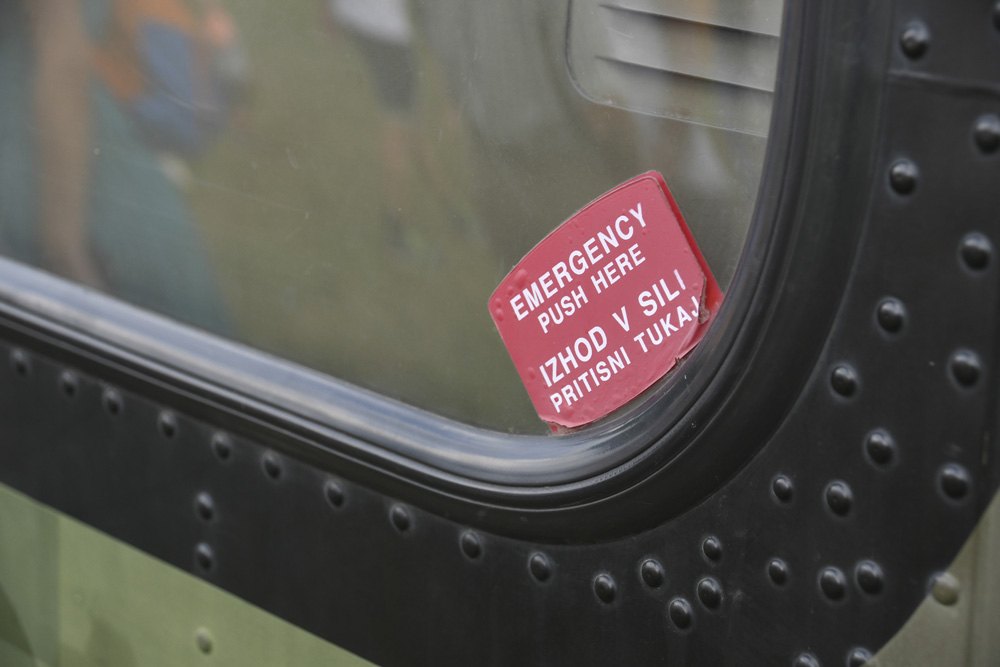 EMERGENCY
PUSH HERE
IZHOD V SILI
PRITISNI TUKAJ